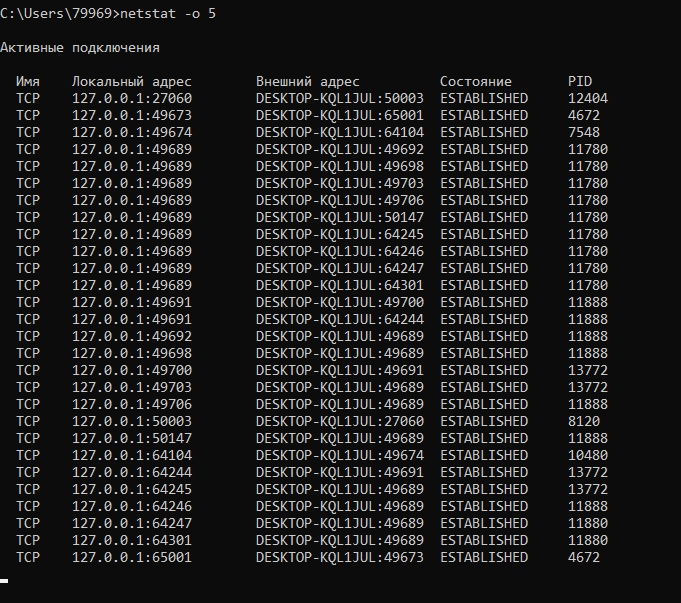 C:\Users\79969>netstat -o 5
Активные подключения
Имя Локальный адрес Внешний адрес Состояние PID
TCP 127.0.0.1:27060 DESKTOP-KQL1JUL:50003 ESTABLISHED 12404
TCP 127.0.0.1:49673 DESKTOP-KQL1JUL:65001 ESTABLISHED 4672
TCP 127.0.0.1:49674 DESKTOP-KQL1JUL:64104 ESTABLISHED 7548
TCP 127.0.0.1:49689 DESKTOP-KQL1JUL:49692 ESTABLISHED 11780
TCP 127.0.0.1:49689 DESKTOP-KQL1JUL:49698 ESTABLISHED 11780
TCP 127.0.0.1:49689 DESKTOP-KQL1JUL:49703 ESTABLISHED 11780
TCP 127.0.0.1:49689 DESKTOP-KQL1JUL:49706 ESTABLISHED 11780
TCP 127.0.0.1:49689 DESKTOP-KQL1JUL:50147 ESTABLISHED 11780
TCP 127.0.0.1:49689 DESKTOP-KQL1JUL:64245 ESTABLISHED 11780
TCP 127.0.0.1:49689 DESKTOP-KQL1JUL:64246 ESTABLISHED 11780
TCP 127.0.0.1:49689 DESKTOP-KQL1JUL:64247 ESTABLISHED 11780
TCP 127.0.0.1:49689 DESKTOP-KQL1JUL:64301 ESTABLISHED 11780
TCP 127.0.0.1:49691 DESKTOP-KQL1JUL:49700 ESTABLISHED 11888
TCP 127.0.0.1:49691 DESKTOP-KQL1JUL:64244 ESTABLISHED 11888
TCP 127.0.0.1:49692 DESKTOP-KQL1JUL:49689 ESTABLISHED 11888
TCP 127.0.0.1:49698 DESKTOP-KQL1JUL:49689 ESTABLISHED 11888
TCP 127.0.0.1:49700 DESKTOP-KQL1JUL:49691 ESTABLISHED 13772
TCP 127.0.0.1:49703 DESKTOP-KQL1JUL:49689 ESTABLISHED 13772
TCP 127.0.0.1:49706 DESKTOP-KQL1JUL:49689 ESTABLISHED 11888
TCP 127.0.0.1:50003 DESKTOP-KQL1JUL:27060 ESTABLISHED 8120
TCP 127.0.0.1:50147 DESKTOP-KQL1JUL:49689 ESTABLISHED 11888
TCP 127.0.0.1:64104 DESKTOP-KQL1JUL:49674 ESTABLISHED 10480
TCP 127.0.0.1:64244 DESKTOP-KQL1JUL:49691 ESTABLISHED 13772
TCP 127.0.0.1:64245 DESKTOP-KQL1JUL:49689 ESTABLISHED 13772
TCP 127.0.0.1:64246 DESKTOP-KQL1JUL:49689 ESTABLISHED 11888
TCP 127.0.0.1:64247 DESKTOP-KQL1JUL:49689 ESTABLISHED 11880
TCP 127.0.0.1:64301 DESKTOP-KQL1JUL:49689 ESTABLISHED 11880
TCP 127.0.0.1:65001 DESKTOP-KQL1JUL:49673 ESTABLISHED 4672